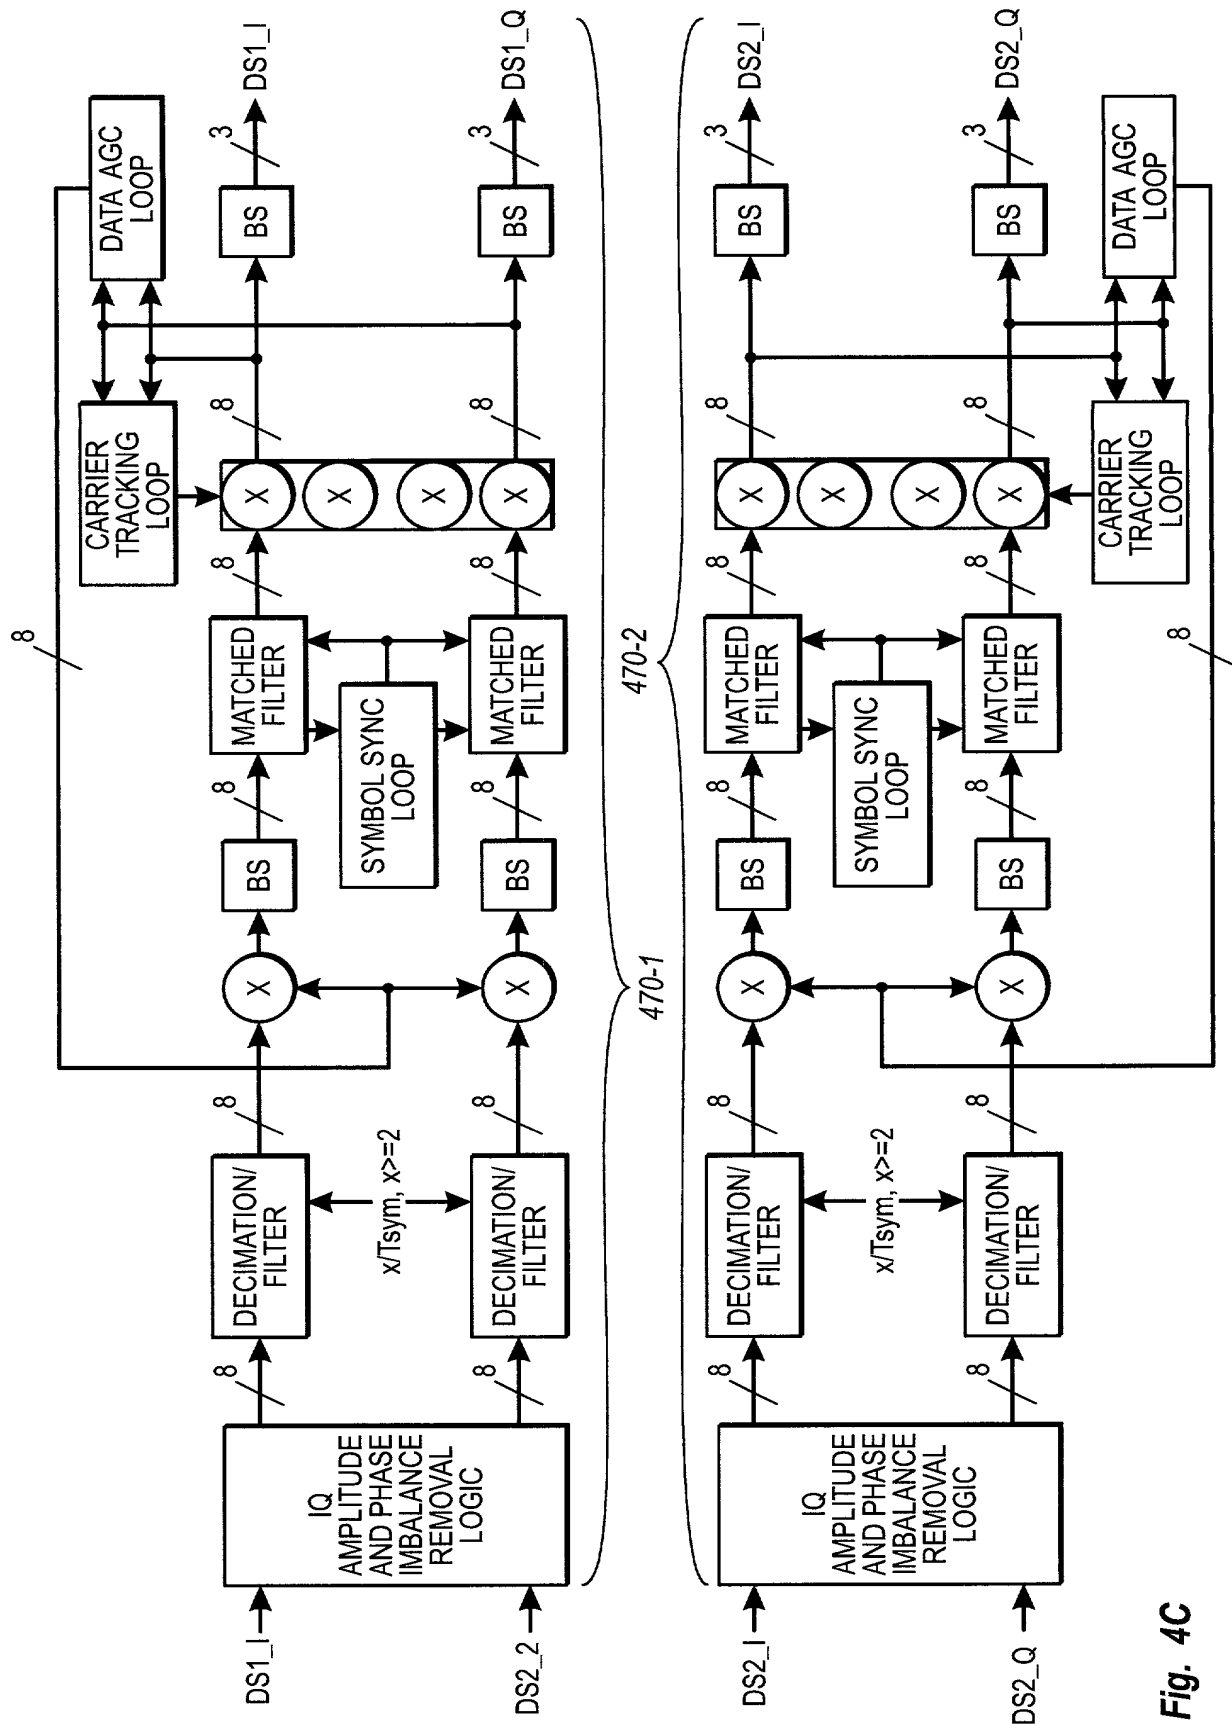 DS1_I
DS2_2
IQ
AMPLITUDE
AND PHASE
IMBALANCE
REMOVAL
LOGIC
8
8
DECIMATION/
FILTER
x/Tsym, x>=2
DECIMATION/
FILTER
8
8
X
X
BS
BS
8
8
MATCHED
FILTER
SYMBOL SYNC
LOOP
MATCHED
FILTER
8
8
8
CARRIER
TRACKING
LOOP
X
X
X
X
8
8
DATA AGC
LOOP
BS
BS
3
3
DS1_I
DS1_Q
470-1
470-2
DS2_I
DS2_Q
IQ
AMPLITUDE
AND PHASE
IMBALANCE
REMOVAL
LOGIC
8
8
DECIMATION/
FILTER
x/Tsym, x>=2
DECIMATION/
FILTER
8
8
X
X
BS
BS
8
8
MATCHED
FILTER
SYMBOL SYNC
LOOP
MATCHED
FILTER
8
8
8
X
X
X
X
CARRIER
TRACKING
LOOP
8
8
DATA AGC
LOOP
BS
BS
3
3
DS2_I
DS2_Q
Fig. 4C